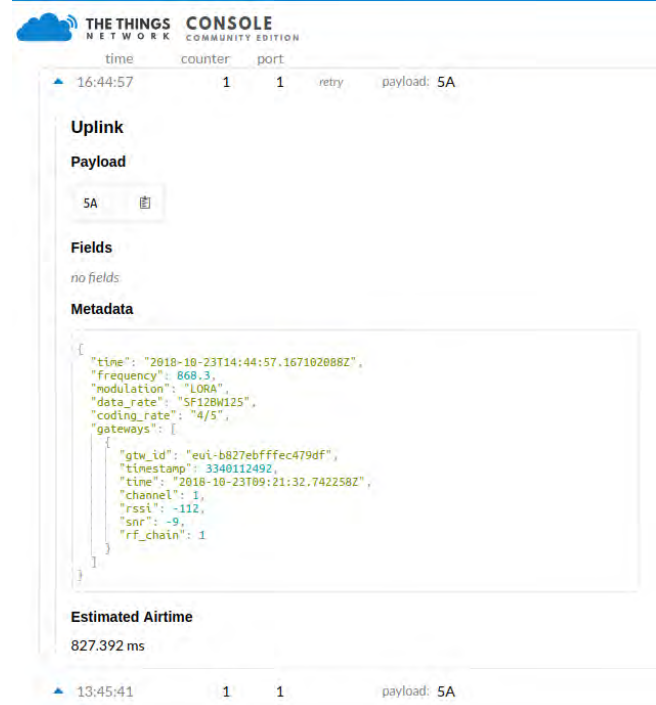 THE THINGS CONSOLE
NETWORK COMMUNITY EDITION
time counter port
16:44:57 1 1 retry payload: 5A
Uplink
Payload
5A
Fields
no fields
Metadata
{
"time": "2018-10-23T14:44:57.167102088Z",
"frequency": 868.3,
"modulation": "LORA",
"data_rate": "SF12BW125",
"coding_rate": "4/5",
"gateways": [
{
"gtw_id": "eui-b827ebfffec479df",
"timestamp": 3340112492,
"time": "2018-10-23T09:21:32.742258Z",
"channel": 1,
"rssi": -112,
"snr": -9,
"rf_chain": 1
}
]
}
Estimated Airtime
827.392 ms
13:45:41 1 1 payload: 5A